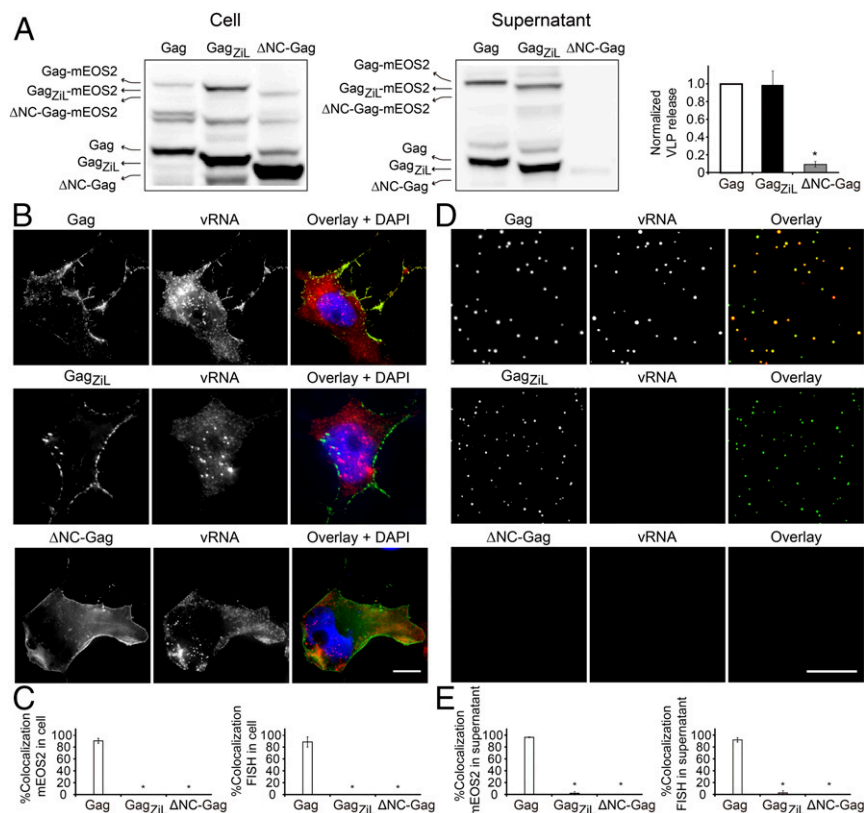 A
Cell
Gag GagZiL ΔNC-Gag
Gag-mEOS2
GagZiL-mEOS2
ΔNC-Gag-mEOS2
Gag
GagZiL
ΔNC-Gag
Supernatant
Gag GagZiL ΔNC-Gag
Gag-mEOS2
GagZiL-mEOS2
ΔNC-Gag-mEOS2
Gag
GagZiL
ΔNC-Gag
Normalized
VLP release
1.0
0.8
0.6
0.4
0.2
0
*
Gag GagZiL ΔNC-Gag
B
Gag vRNA Overlay + DAPI
GagZiL vRNA Overlay + DAPI
ΔNC-Gag vRNA Overlay + DAPI
D
Gag vRNA Overlay
GagZiL vRNA Overlay
ΔNC-Gag vRNA Overlay
C
%Colocalization
mEOS2 in cell
100
80
60
40
20
0
* *
Gag GagZiL ΔNC-Gag
%Colocalization
FISH in cell
100
80
60
40
20
0
* *
Gag GagZiL ΔNC-Gag
E
%Colocalization
mEOS2 in supernatant
100
80
60
40
20
0
* *
Gag GagZiL ΔNC-Gag
%Colocalization
FISH in supernatant
100
80
60
40
20
0
* *
Gag GagZiL ΔNC-Gag